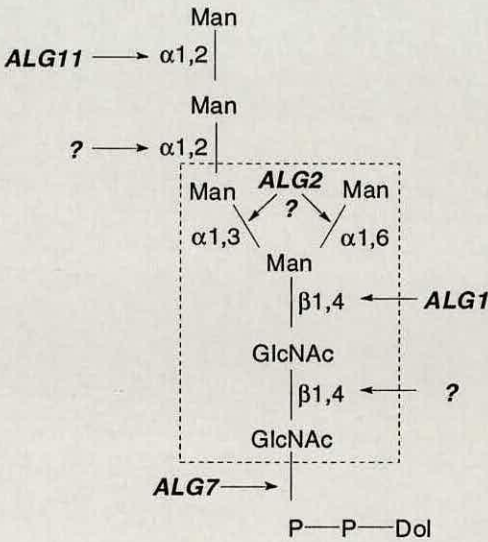 Man
ALG11 α1,2
Man
? α1,2
Man ALG2 Man
?
α1,3 α1,6
Man
β1,4 ALG1
GlcNAc
β1,4 ?
GlcNAc
ALG7
P—P—Dol